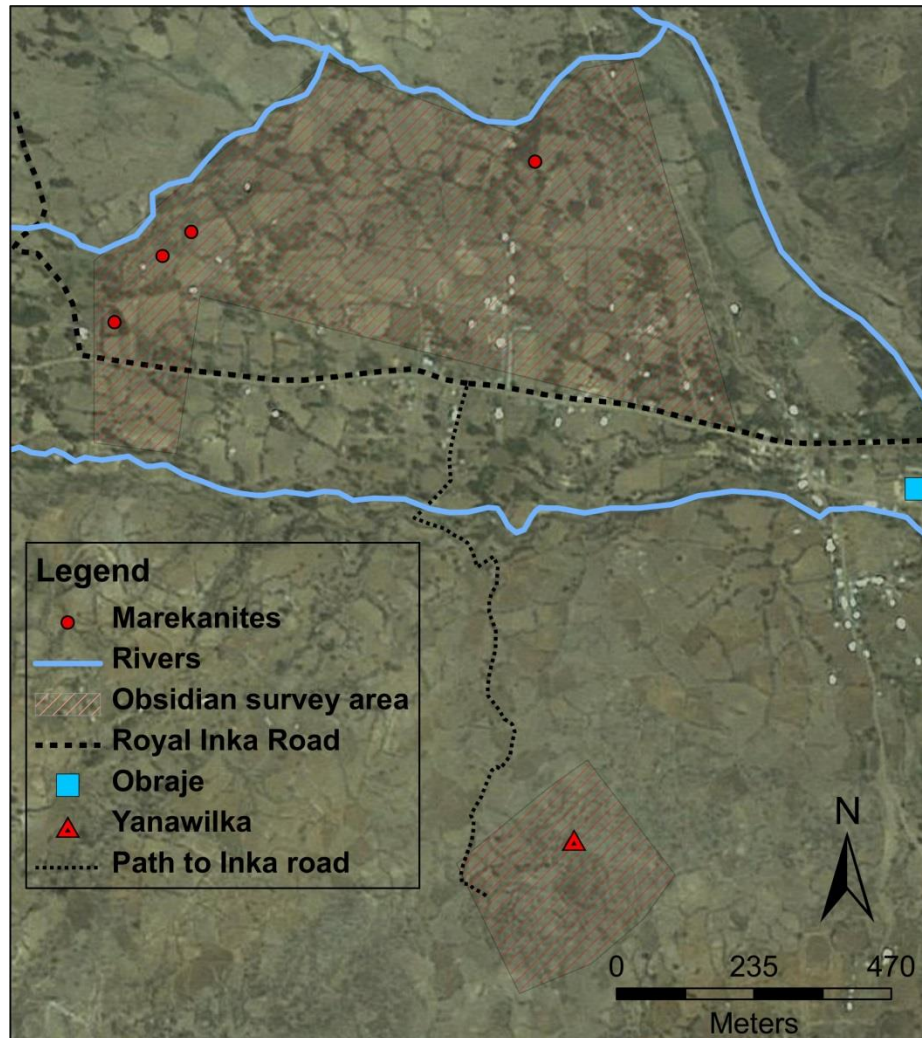 Legend
Marekanites
Rivers
Obsidian survey area
Royal Inka Road
Obraje
Yanawilka
Path to Inka road
N
0 235 470
Meters